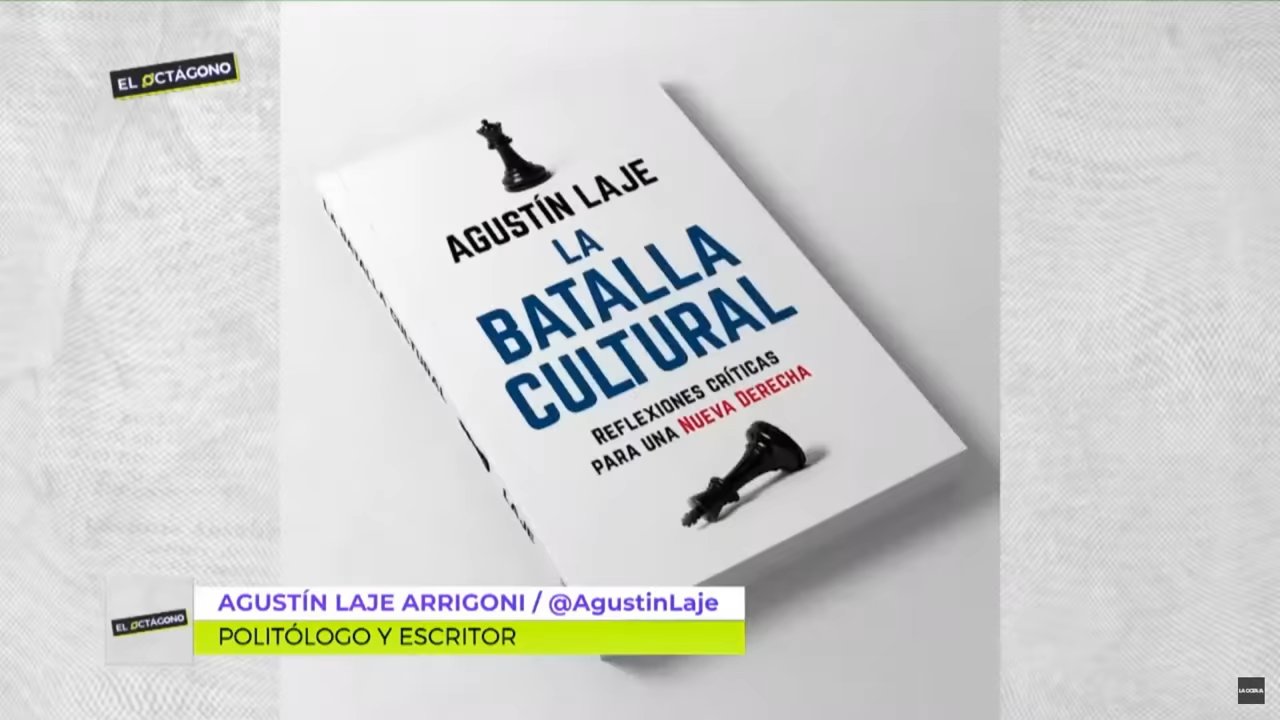 EL OCTÁGONO
AGUSTÍN LAJE
LA
BATALLA
CULTURAL
REFLEXIONES CRÍTICAS
PARA UNA NUEVA DERECHA
LA BATALLA CULTURAL
LAJE
EL OCTÁGONO
AGUSTÍN LAJE ARRIGONI / @AgustinLaje
POLITÓLOGO Y ESCRITOR